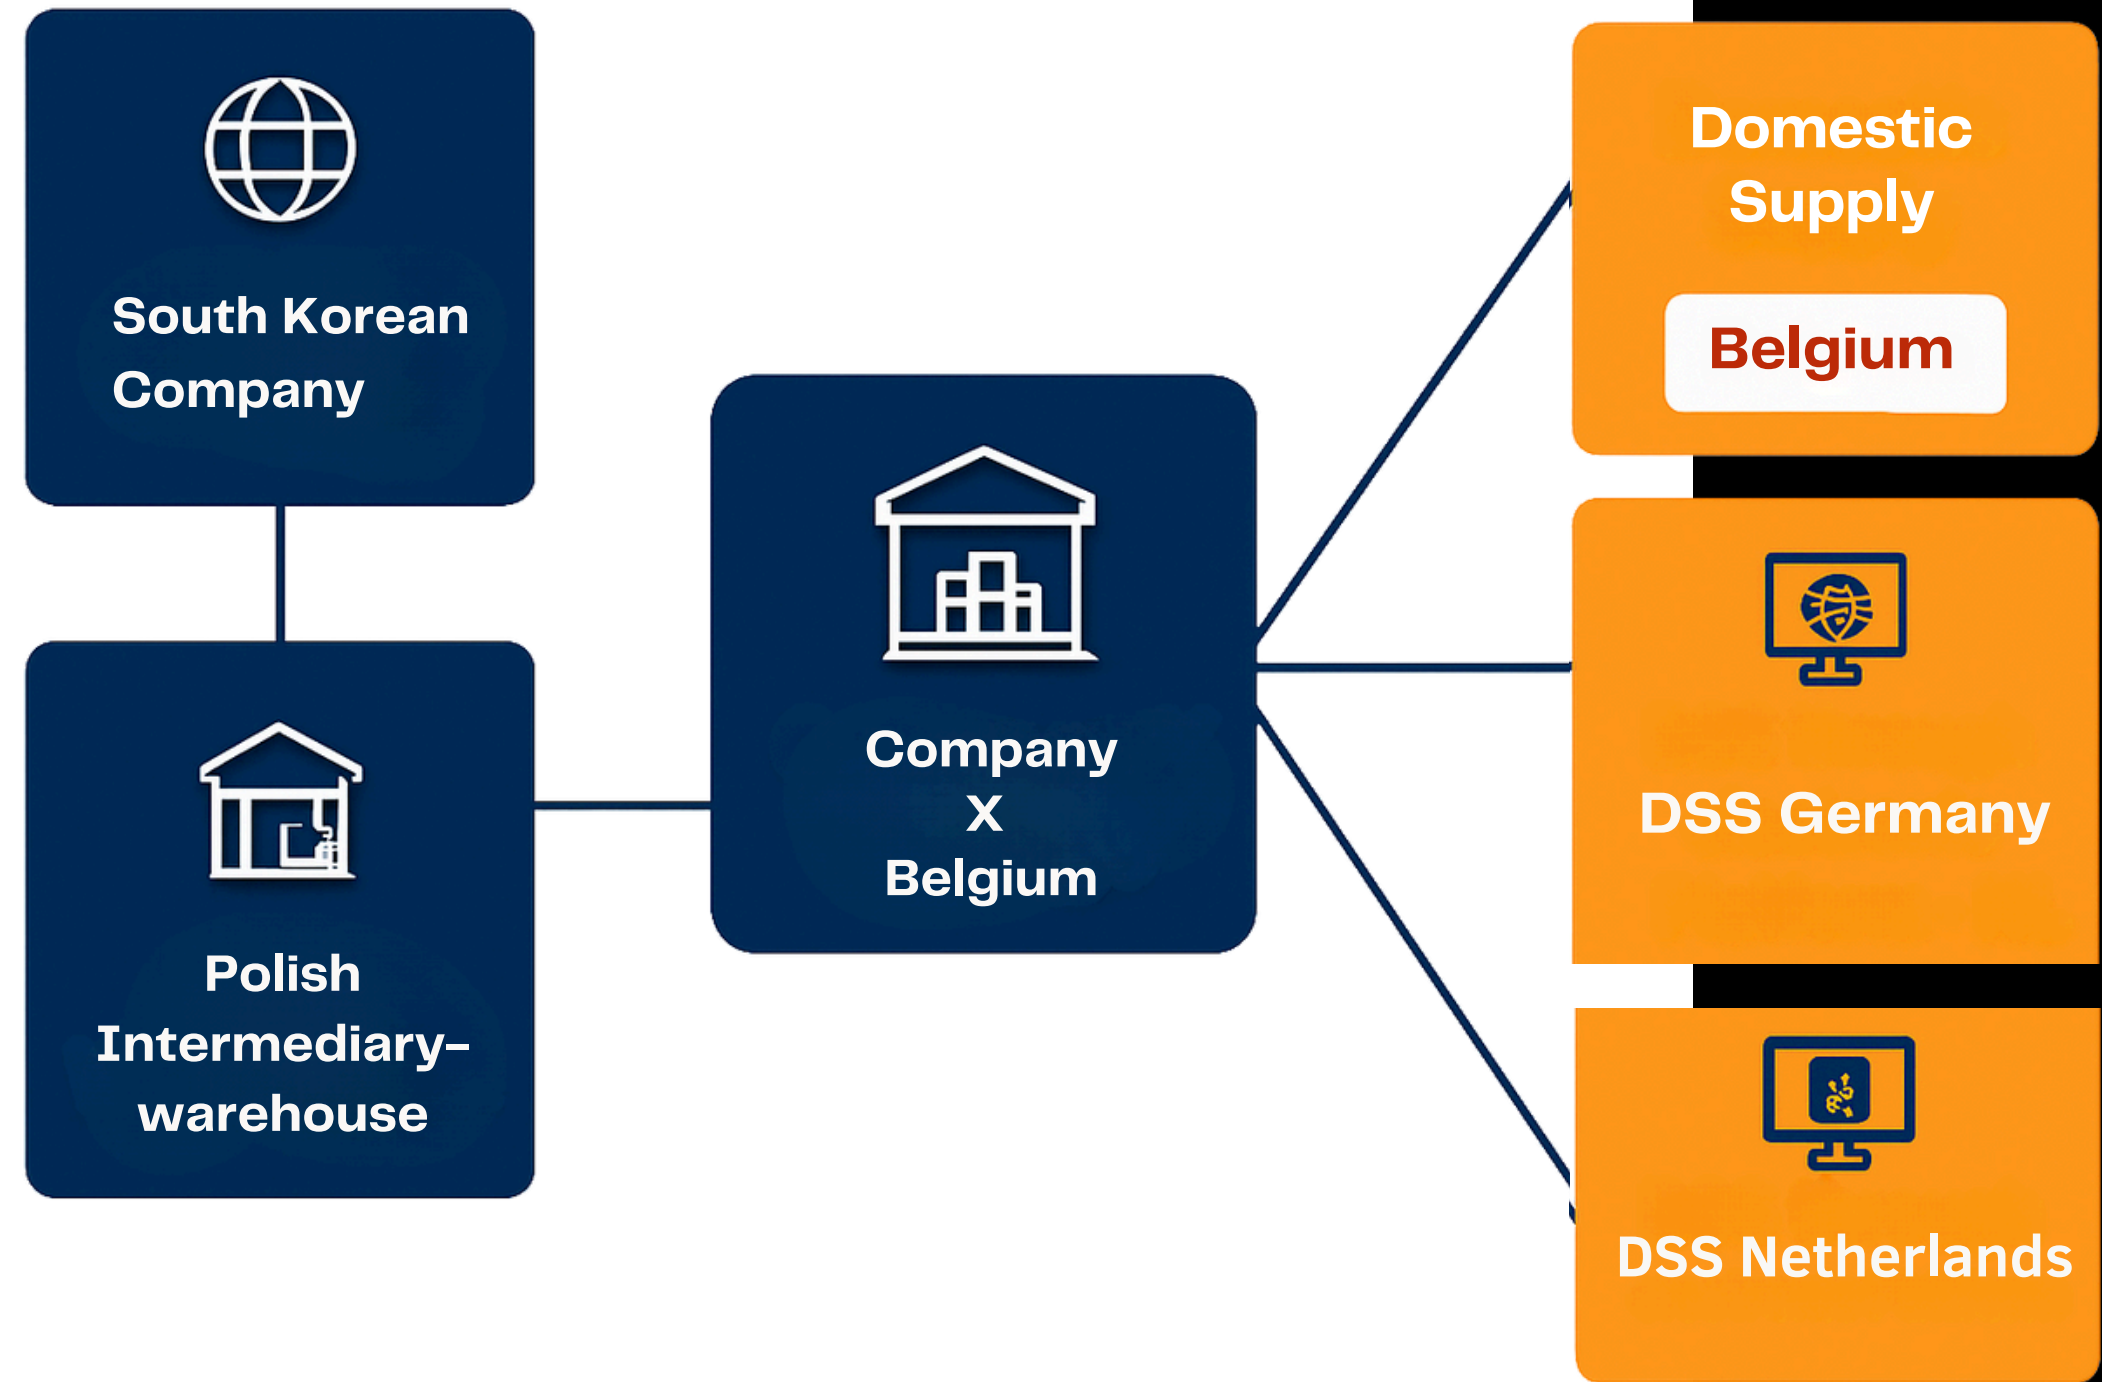 South Korean
Company
Polish
Intermediary-
warehouse
Company
X
Belgium
Domestic
Supply
Belgium
DSS Germany
DSS Netherlands